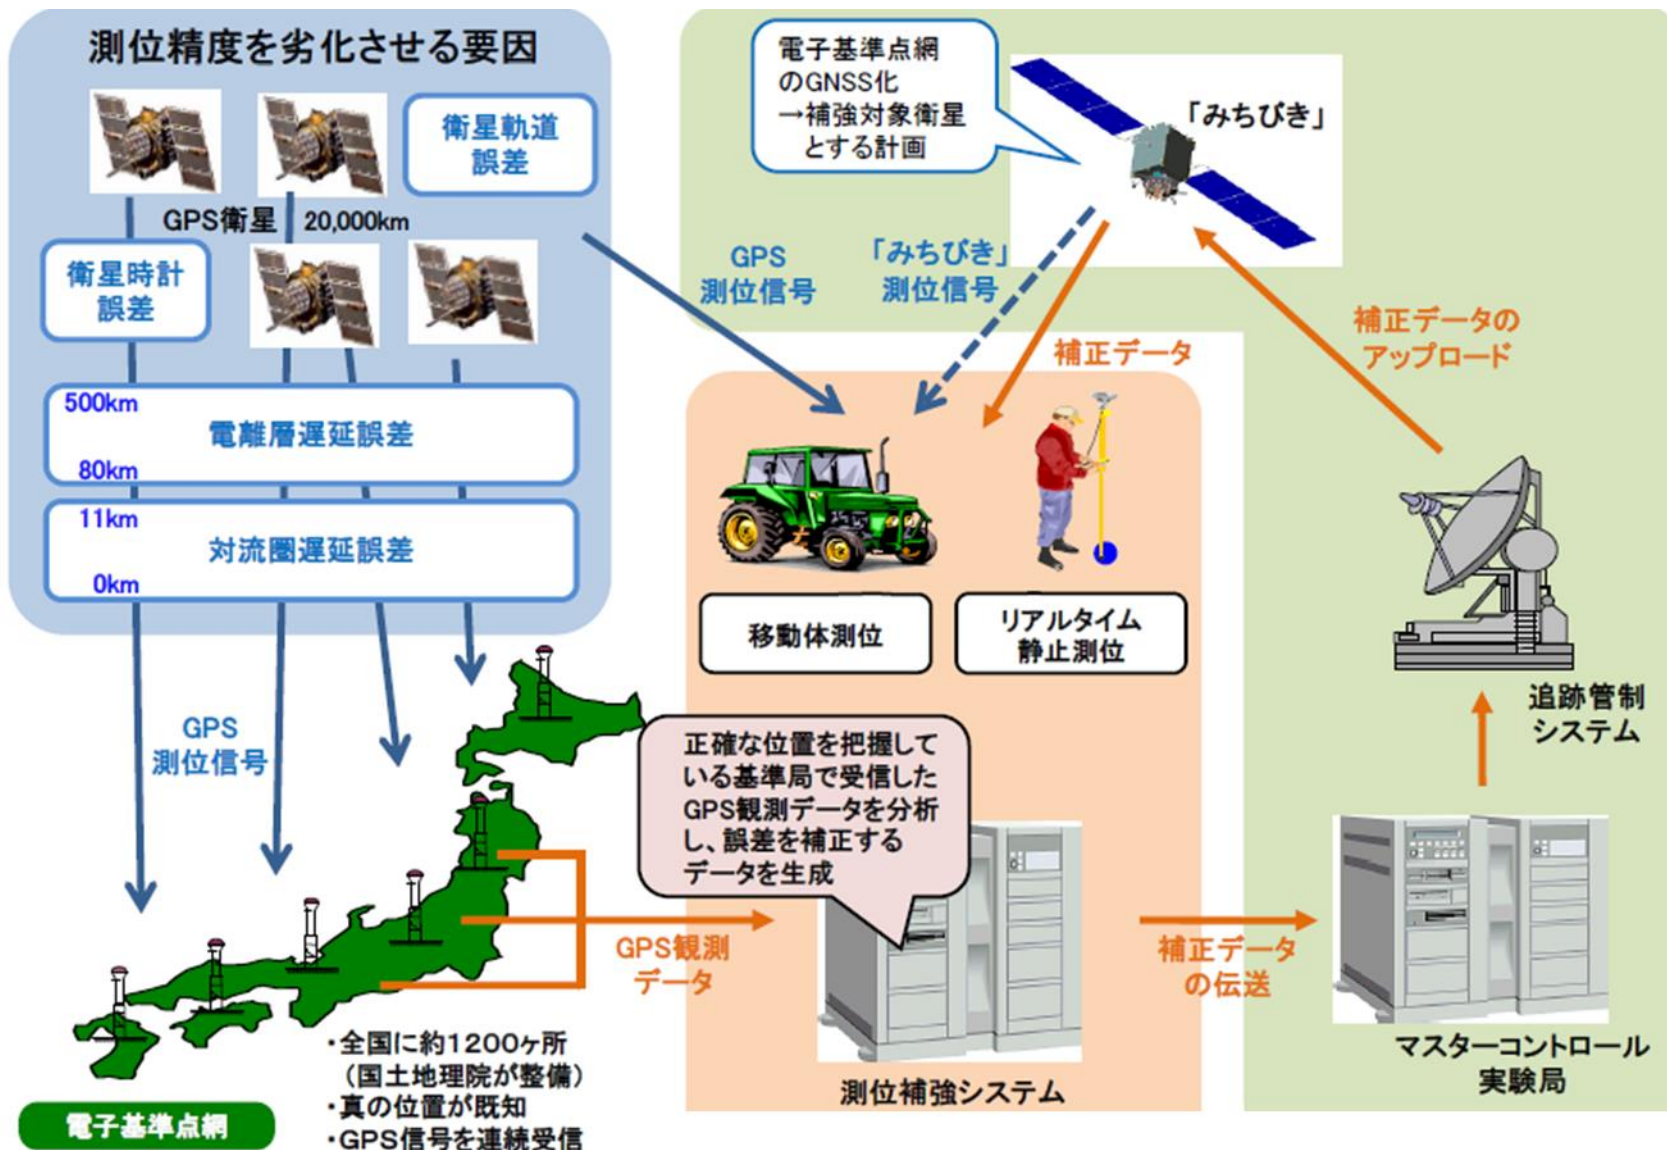 測位精度を劣化させる要因
衛星軌道
誤差
GPS衛星 20,000km
衛星時計
誤差
500km
電離層遅延誤差
80km
11km
対流圏遅延誤差
0km
GPS
測位信号
電子基準点網
のGNSS化
→補強対象衛星
とする計画
「みちびき」
GPS
測位信号
「みちびき」
測位信号
補正データ
補正データの
アップロード
移動体測位
リアルタイム
静止測位
追跡管制
システム
正確な位置を把握して
いる基準局で受信した
GPS観測データを分析
し、誤差を補正する
データを生成
GPS観測
データ
補正データ
の伝送
測位補強システム
マスターコントロール
実験局
電子基準点網
・全国に約1200ヶ所
(国土地理院が整備)
・真の位置が既知
・GPS信号を連続受信